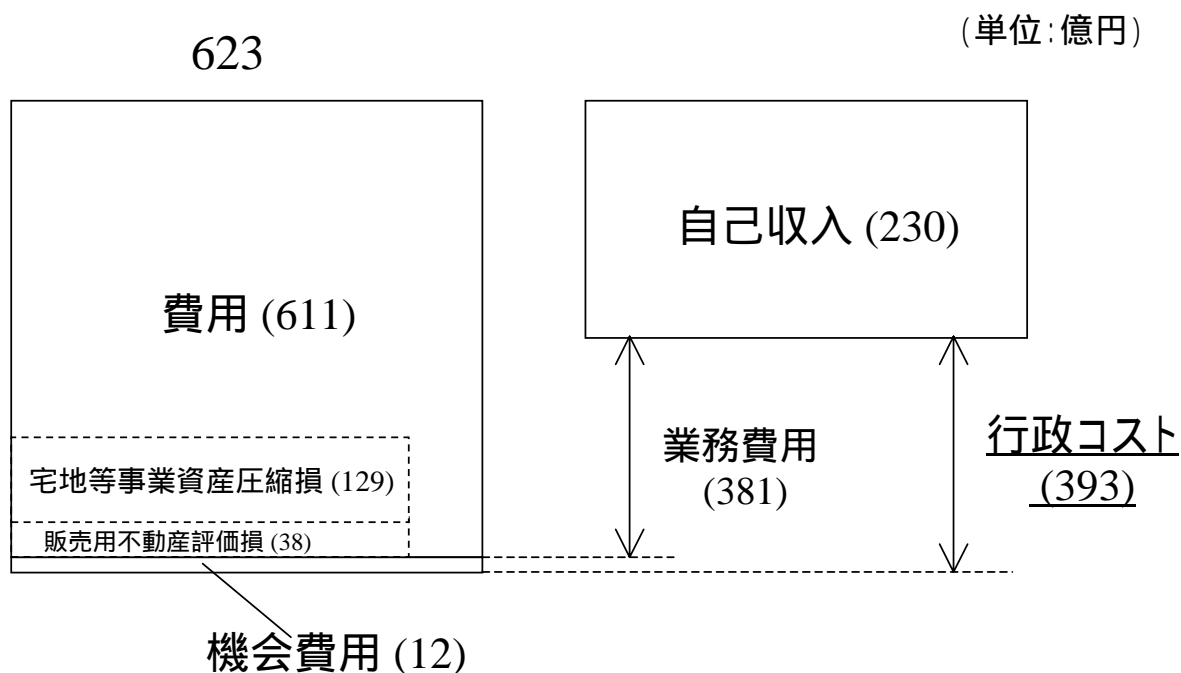 (単位:億円)
623
自己収入 (230)
費用 (611)
業務費用
(381)
行政コスト
(393)
宅地等事業資産圧縮損 (129)
販売用不動産評価損 (38)
機会費用 (12)